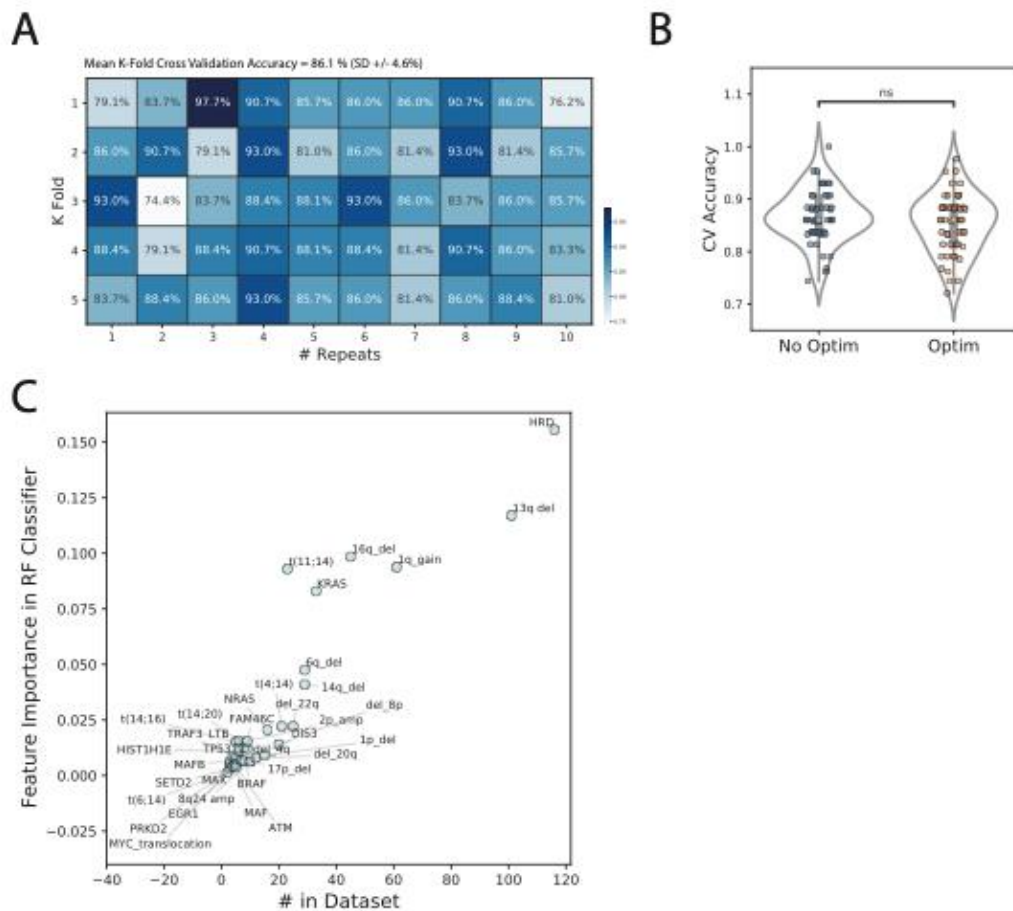 A
Mean K-Fold Cross Validation Accuracy = 86.1 % (SD +/- 4.6%)
1 79.1% 83.7% 97.7% 90.7% 85.7% 86.0% 86.0% 90.7% 86.0% 76.2%
2 86.0% 90.7% 79.1% 93.0% 81.0% 86.0% 81.4% 93.0% 81.4% 85.7%
3 93.0% 74.4% 83.7% 88.4% 88.1% 93.0% 86.0% 83.7% 86.0% 85.7%
4 88.4% 79.1% 88.4% 90.7% 88.1% 88.4% 81.4% 90.7% 86.0% 83.3%
5 83.7% 88.4% 86.0% 93.0% 85.7% 86.0% 81.4% 86.0% 88.4% 81.0%
K Fold
1 2 3 4 5 6 7 8 9 10
# Repeats
B
ns
1.1
1.0
0.9
0.8
0.7
CV Accuracy
No Optim Optim
C
Feature Importance in RF Classifier
0.150
0.125
0.100
0.075
0.050
0.025
0.000
−0.025
HRD
13q del
16q_del
t(11;14)
1q_gain
KRAS
6q_del
t(4;14)
14q_del
NRAS
del_22q
del_8p
t(14;16)
t(14;20)
FAM46C
2p_amp
TRAF3 LTB
DIS3
1p_del
HIST1H1E
TP53
del_20q
MAFB
17p_del
SETD2
MAX
BRAF
t(6;14)
8q24 amp
EGR1
MAF
PRKD2
ATM
MYC_translocation
−40 −20 0 20 40 60 80 100 120
# in Dataset